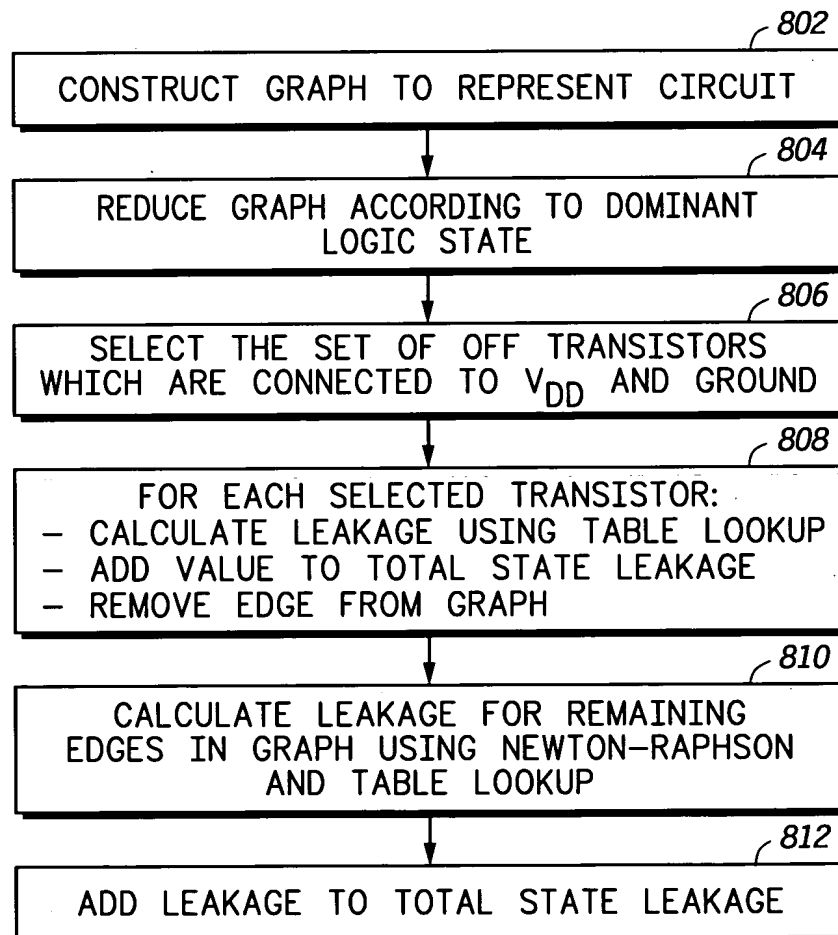 802
CONSTRUCT GRAPH TO REPRESENT CIRCUIT
804
REDUCE GRAPH ACCORDING TO DOMINANT
LOGIC STATE
806
SELECT THE SET OF OFF TRANSISTORS
WHICH ARE CONNECTED TO VDD AND GROUND
808
FOR EACH SELECTED TRANSISTOR:
– CALCULATE LEAKAGE USING TABLE LOOKUP
– ADD VALUE TO TOTAL STATE LEAKAGE
– REMOVE EDGE FROM GRAPH
810
CALCULATE LEAKAGE FOR REMAINING
EDGES IN GRAPH USING NEWTON–RAPHSON
AND TABLE LOOKUP
812
ADD LEAKAGE TO TOTAL STATE LEAKAGE